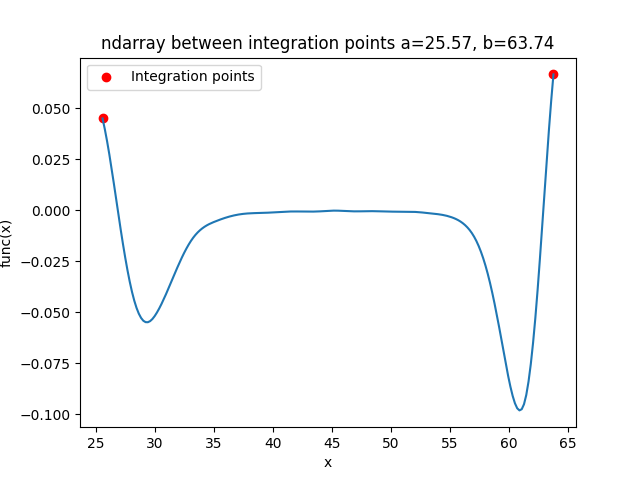 ndarray between integration points a=25.57, b=63.74
Integration points
0.050
0.025
0.000
−0.025
−0.050
−0.075
−0.100
func(x)
25 30 35 40 45 50 55 60 65
x